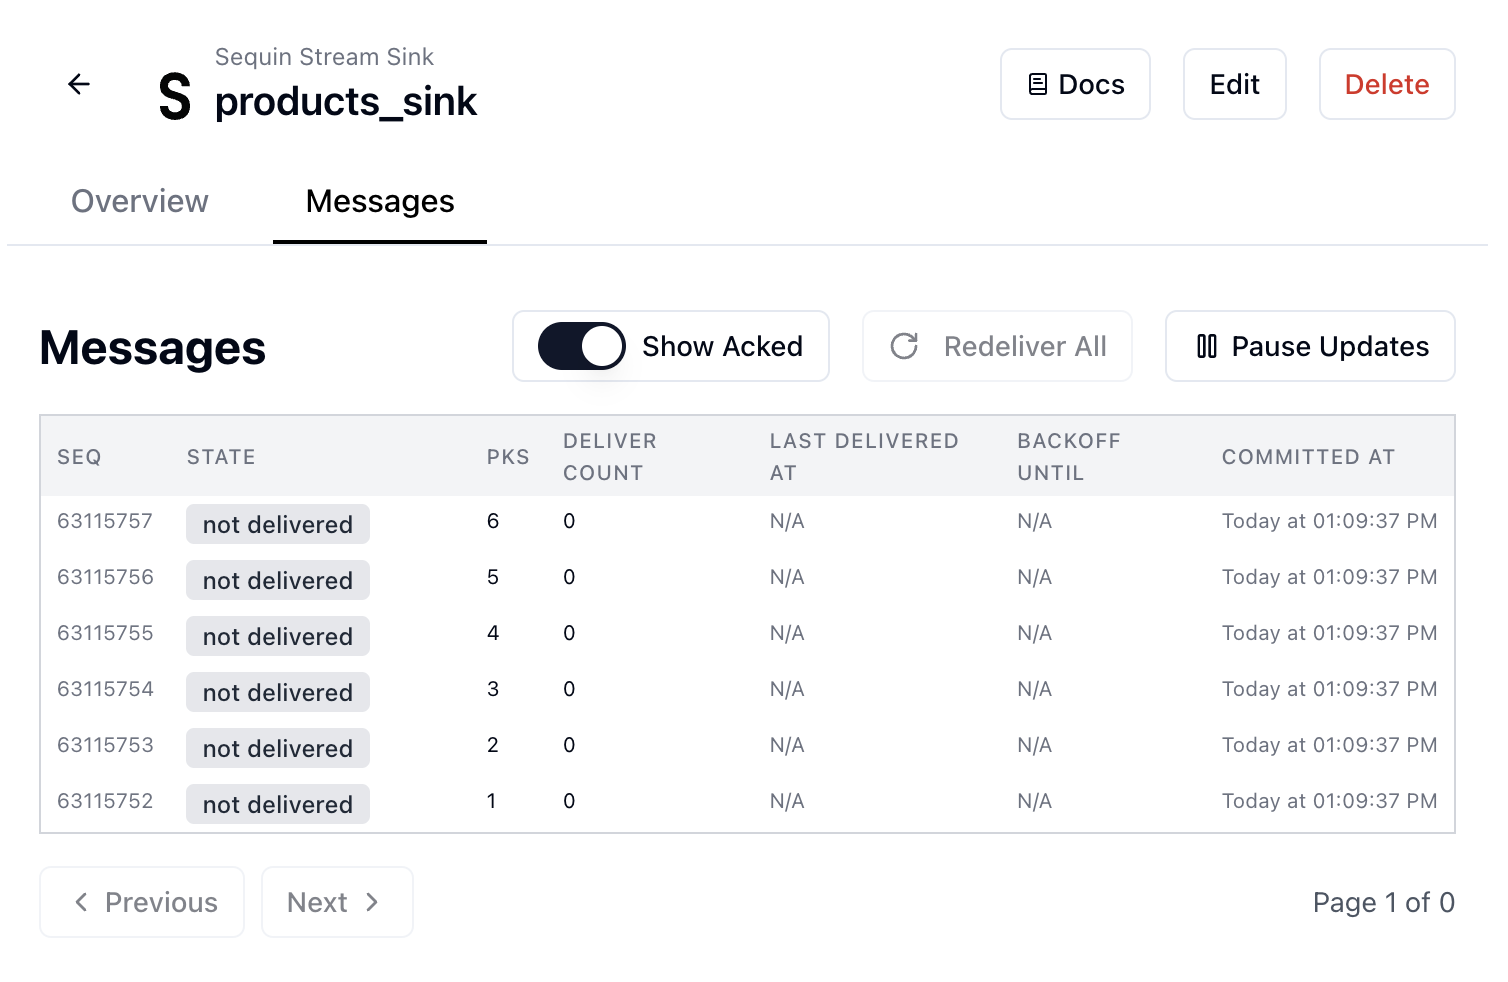 Sequin Stream Sink
S products_sink
Docs Edit Delete
Overview Messages
Messages
Show Acked Redeliver All Pause Updates
SEQ STATE PKS DELIVER COUNT LAST DELIVERED AT BACKOFF UNTIL COMMITTED AT
63115757 not delivered 6 0 N/A N/A Today at 01:09:37 PM
63115756 not delivered 5 0 N/A N/A Today at 01:09:37 PM
63115755 not delivered 4 0 N/A N/A Today at 01:09:37 PM
63115754 not delivered 3 0 N/A N/A Today at 01:09:37 PM
63115753 not delivered 2 0 N/A N/A Today at 01:09:37 PM
63115752 not delivered 1 0 N/A N/A Today at 01:09:37 PM
Previous Next Page 1 of 0